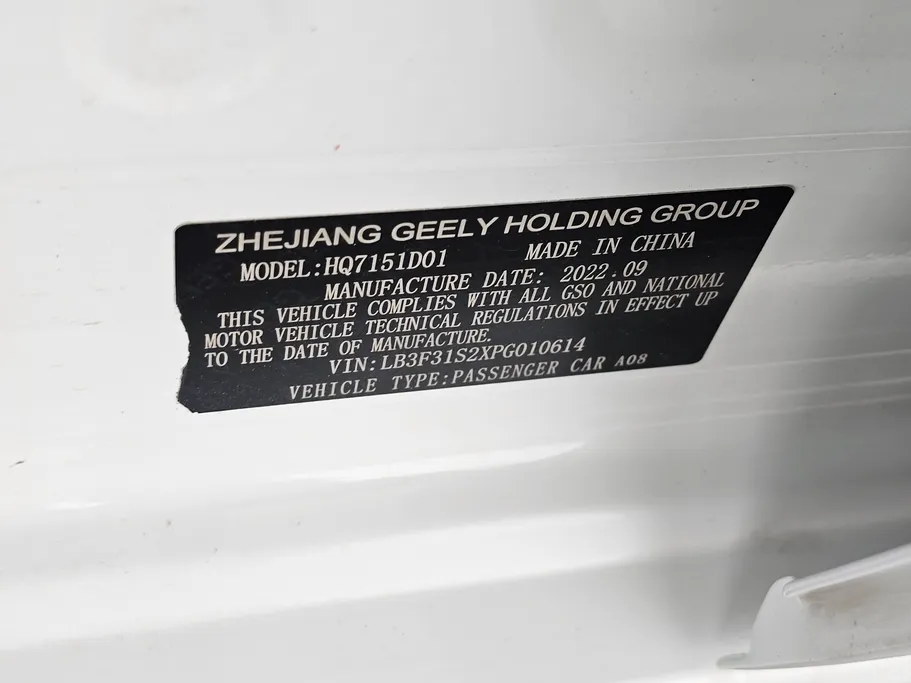 ZHEJIANG GEELY HOLDING GROUP
MODEL:HQ7151D01 MADE IN CHINA
MANUFACTURE DATE: 2022.09
THIS VEHICLE COMPLIES WITH ALL GSO AND NATIONAL
MOTOR VEHICLE TECHNICAL REGULATIONS IN EFFECT UP
TO THE DATE OF MANUFACTURE.
VIN:LB3F31S2XPG010614
VEHICLE TYPE:PASSENGER CAR A08